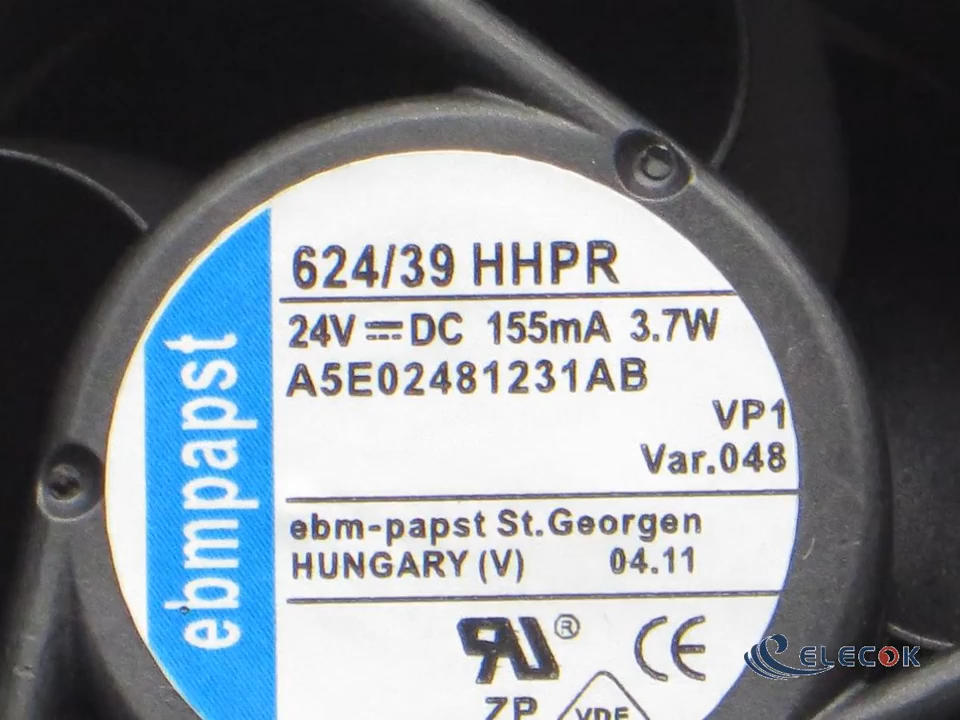 624/39 HHPR
24V ⎓ DC 155mA 3.7W
A5E02481231AB
VP1
Var.048
ebmpapst
ebm-papst St.Georgen
HUNGARY (V) 04.11
RU ® CE
ZP VDE
ELECOK